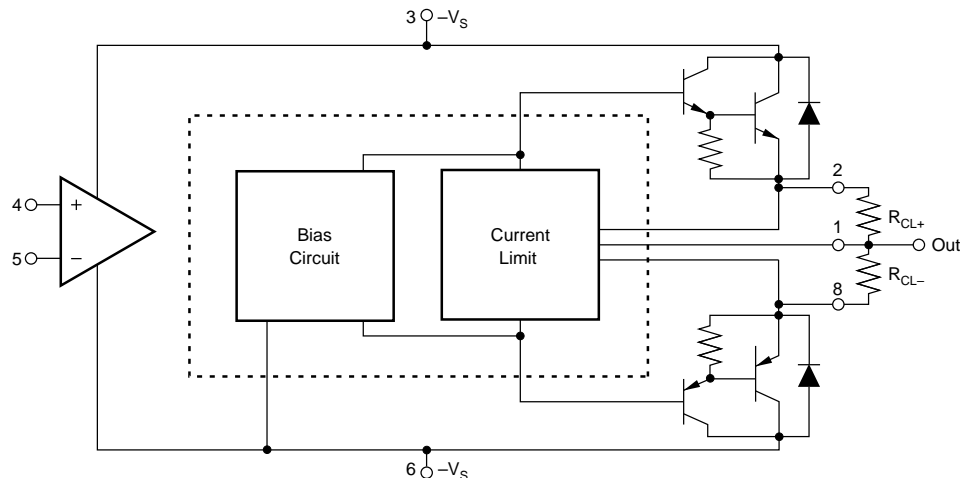 3 –VS
2
RCL+
4 +
1
Out
Bias
Circuit
Current
Limit
5 –
RCL–
8
6 –VS